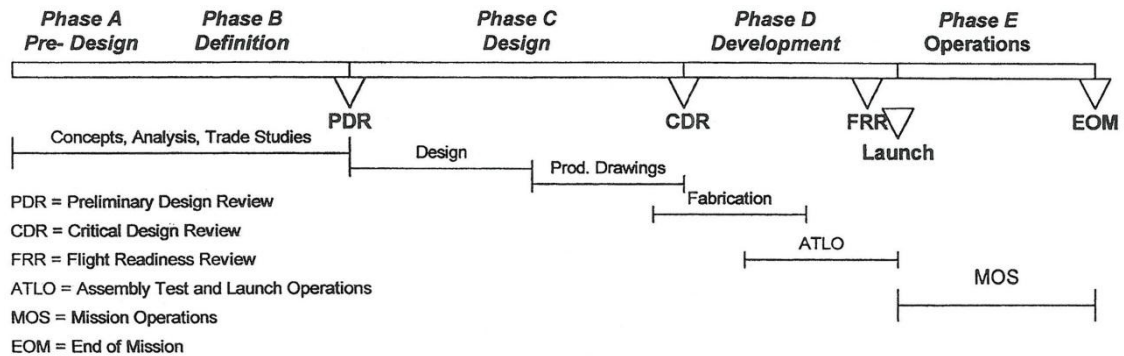 Phase A Phase B Phase C Phase D Phase E
Pre- Design Definition Design Development Operations
PDR CDR FRR EOM
Launch
Concepts, Analysis, Trade Studies
Design
Prod. Drawings
Fabrication
ATLO
MOS
PDR = Preliminary Design Review
CDR = Critical Design Review
FRR = Flight Readiness Review
ATLO = Assembly Test and Launch Operations
MOS = Mission Operations
EOM = End of Mission